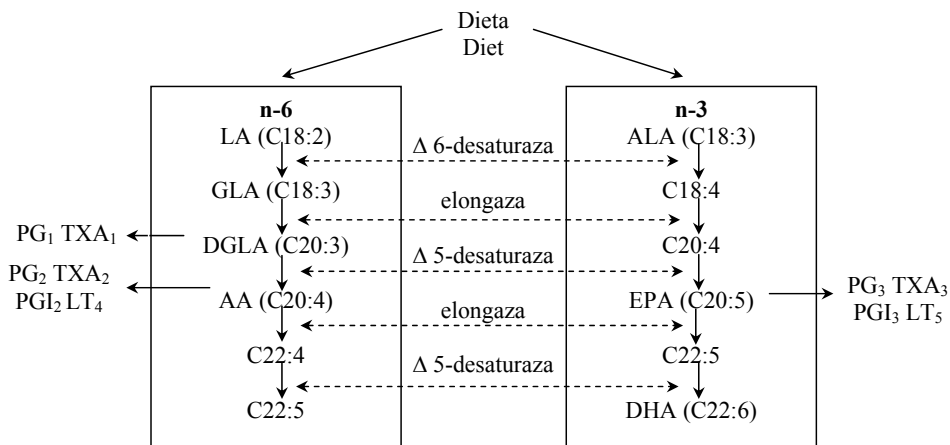 Dieta
Diet
n-6
n-3
LA (C18:2)
Δ 6-desaturaza
ALA (C18:3)
GLA (C18:3)
elongaza
C18:4
PG₁ TXA₁
DGLA (C20:3)
Δ 5-desaturaza
C20:4
PG₂ TXA₂
PGI₂ LT₄
AA (C20:4)
elongaza
EPA (C20:5)
PG₃ TXA₃
PGI₃ LT₅
C22:4
Δ 5-desaturaza
C22:5
C22:5
DHA (C22:6)